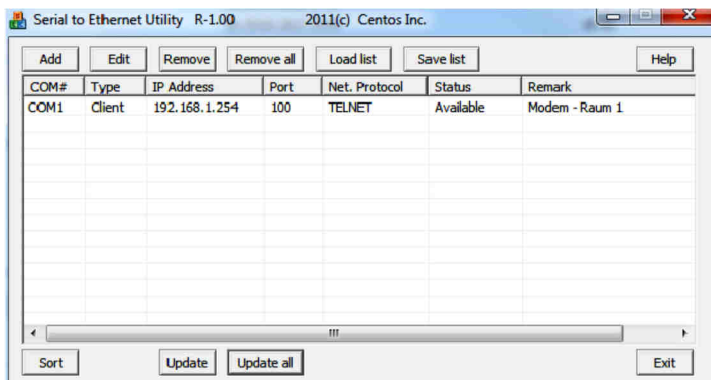 Serial to Ethernet Utility R-1.00 2011(c) Centos Inc.
Add Edit Remove Remove all Load list Save list Help
COM# Type IP Address Port Net. Protocol Status Remark
COM1 Client 192.168.1.254 100 TELNET Available Modem - Raum 1
Sort Update Update all Exit